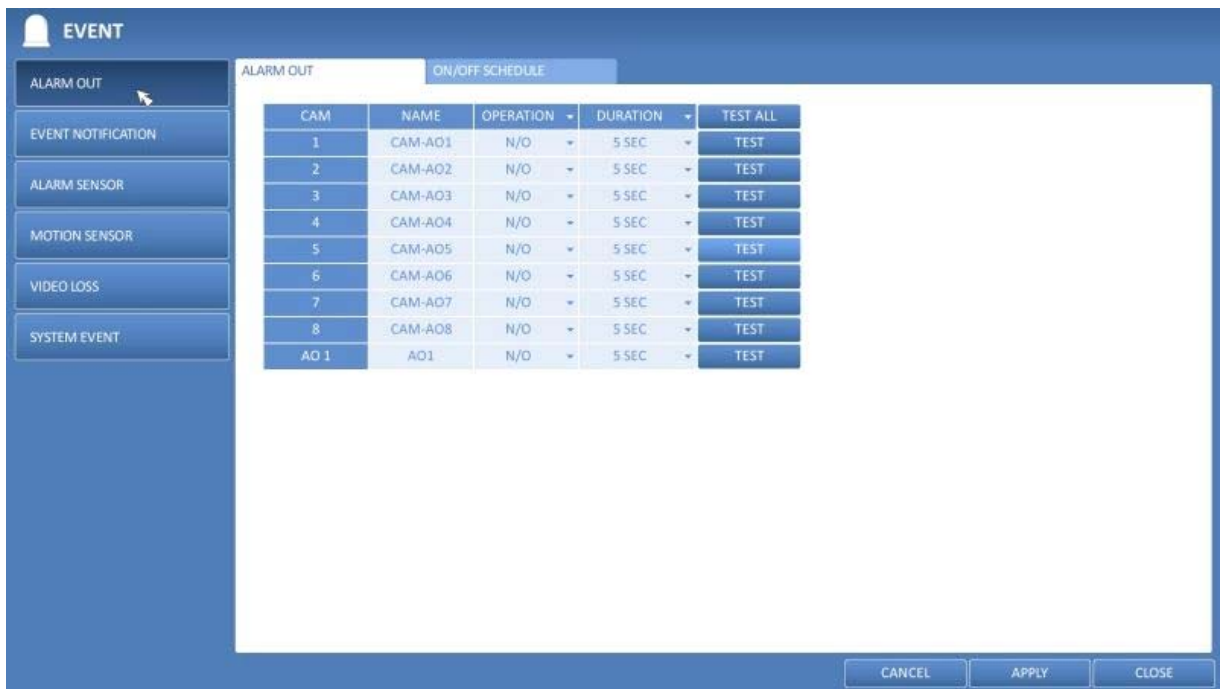 EVENT
ALARM OUT
EVENT NOTIFICATION
ALARM SENSOR
MOTION SENSOR
VIDEO LOSS
SYSTEM EVENT
ALARM OUT ON/OFF SCHEDULE
CAM NAME OPERATION DURATION TEST ALL
1 CAM-AO1 N/O 5 SEC TEST
2 CAM-AO2 N/O 5 SEC TEST
3 CAM-AO3 N/O 5 SEC TEST
4 CAM-AO4 N/O 5 SEC TEST
5 CAM-AO5 N/O 5 SEC TEST
6 CAM-AO6 N/O 5 SEC TEST
7 CAM-AO7 N/O 5 SEC TEST
8 CAM-AO8 N/O 5 SEC TEST
AO 1 AO1 N/O 5 SEC TEST
CANCEL APPLY CLOSE